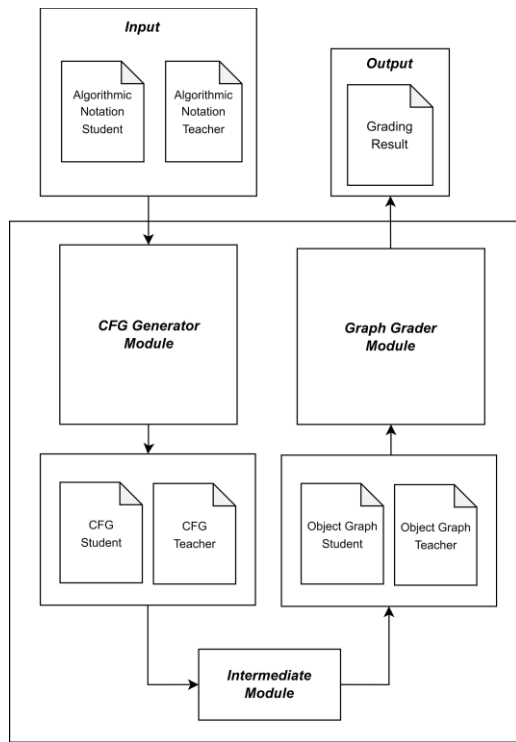 Input
Algorithmic
Notation
Student
Algorithmic
Notation
Teacher
Output
Grading
Result
CFG Generator
Module
Graph Grader
Module
CFG
Student
CFG
Teacher
Object Graph
Student
Object Graph
Teacher
Intermediate
Module